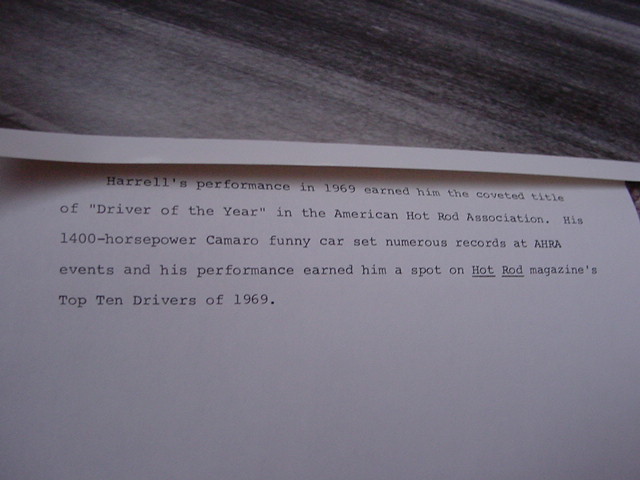 Harrell's performance in 1969 earned him the coveted title
of "Driver of the Year" in the American Hot Rod Association. His
1400-horsepower Camaro funny car set numerous records at AHRA
events and his performance earned him a spot on Hot Rod magazine's
Top Ten Drivers of 1969.